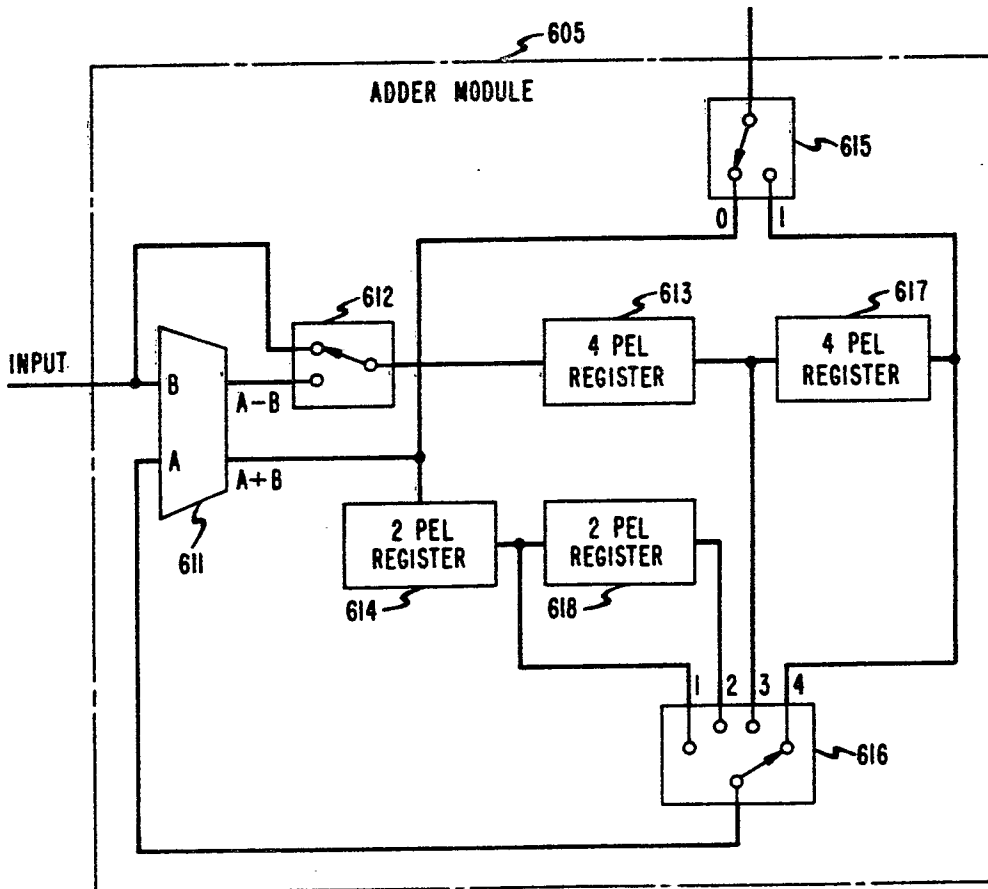 605
ADDER MODULE
615
0 1
612
613
617
INPUT
B
A-B
4 PEL
REGISTER
4 PEL
REGISTER
A
A+B
611
2 PEL
REGISTER
2 PEL
REGISTER
614
618
1 2 3 4
616